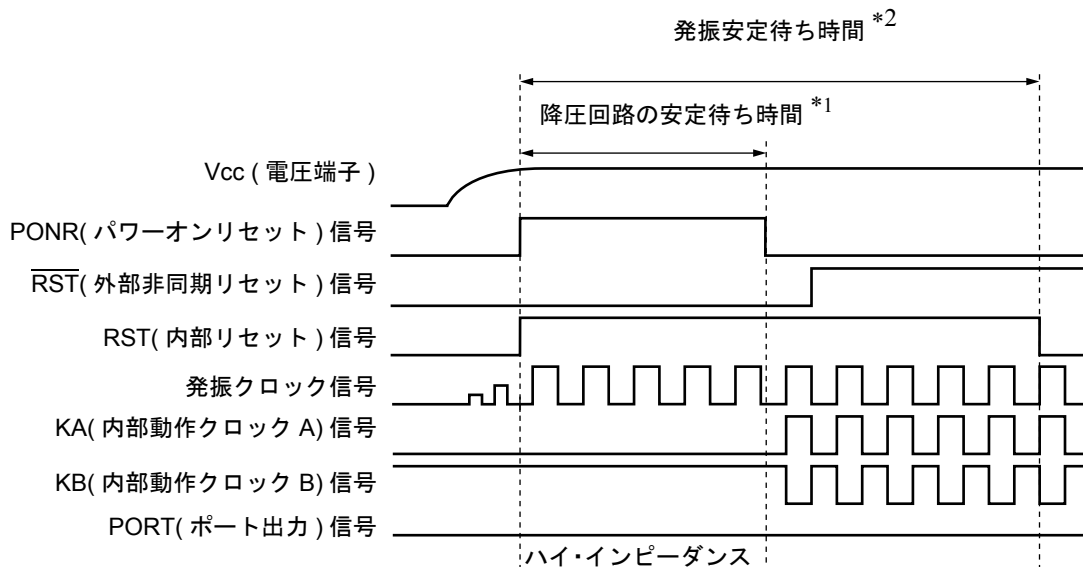 発振安定待ち時間 *2
降圧回路の安定待ち時間 *1
Vcc ( 電圧端子 )
PONR( パワーオンリセット ) 信号
R̅S̅T̅( 外部非同期リセット ) 信号
RST( 内部リセット ) 信号
発振クロック信号
KA( 内部動作クロック A) 信号
KB( 内部動作クロック B) 信号
PORT( ポート出力 ) 信号
ハイ・インピーダンス